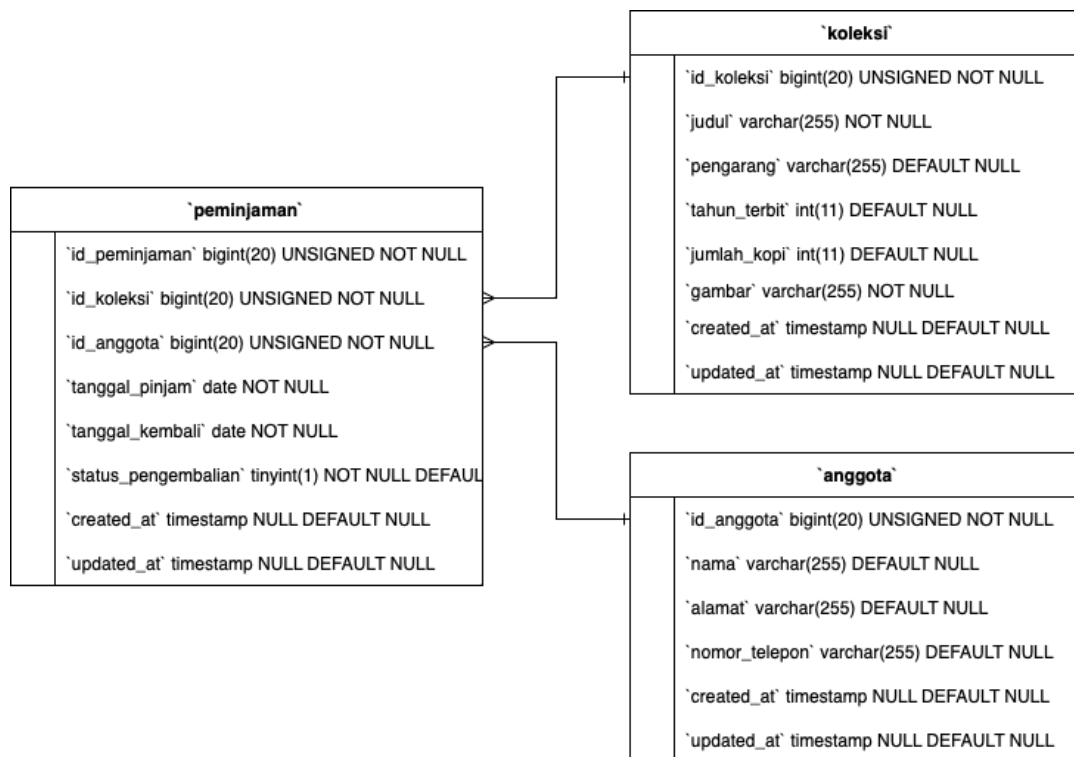 `peminjaman`
`id_peminjaman` bigint(20) UNSIGNED NOT NULL
`id_koleksi` bigint(20) UNSIGNED NOT NULL
`id_anggota` bigint(20) UNSIGNED NOT NULL
`tanggal_pinjam` date NOT NULL
`tanggal_kembali` date NOT NULL
`status_pengembalian` tinyint(1) NOT NULL DEFAUL
`created_at` timestamp NULL DEFAULT NULL
`updated_at` timestamp NULL DEFAULT NULL
`koleksi`
`id_koleksi` bigint(20) UNSIGNED NOT NULL
`judul` varchar(255) NOT NULL
`pengarang` varchar(255) DEFAULT NULL
`tahun_terbit` int(11) DEFAULT NULL
`jumlah_kopi` int(11) DEFAULT NULL
`gambar` varchar(255) NOT NULL
`created_at` timestamp NULL DEFAULT NULL
`updated_at` timestamp NULL DEFAULT NULL
`anggota`
`id_anggota` bigint(20) UNSIGNED NOT NULL
`nama` varchar(255) DEFAULT NULL
`alamat` varchar(255) DEFAULT NULL
`nomor_telepon` varchar(255) DEFAULT NULL
`created_at` timestamp NULL DEFAULT NULL
`updated_at` timestamp NULL DEFAULT NULL